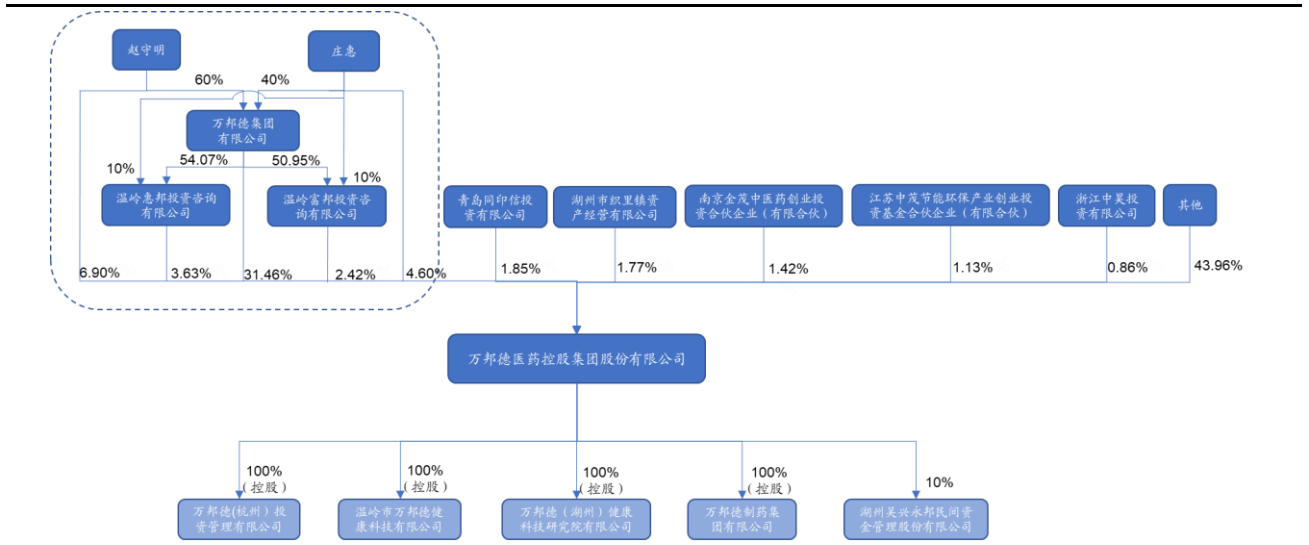 赵守明
庄惠
60%
40%
万邦德集团
有限公司
10%
54.07%
50.95%
10%
温岭惠邦投资咨询
有限公司
温岭富邦投资咨
询有限公司
青岛同印信投
资有限公司
湖州市织里镇资
产经营有限公司
南京金茂中医药创业投
资合伙企业（有限合伙）
江苏中茂节能环保产业创业投
资基金合伙企业（有限合伙）
浙江中昊投
资有限公司
其他
6.90%
3.63%
31.46%
2.42%
4.60%
1.85%
1.77%
1.42%
1.13%
0.86%
43.96%
万邦德医药控股集团股份有限公司
100%
（控股）
100%
（控股）
100%
（控股）
100%
（控股）
10%
万邦德(杭州）投
资管理有限公司
温岭市万邦德健
康科技有限公司
万邦德（湖州）健康
科技研究院有限公司
万邦德制药集
团有限公司
湖州吴兴永邦民间资
金管理股份有限公司